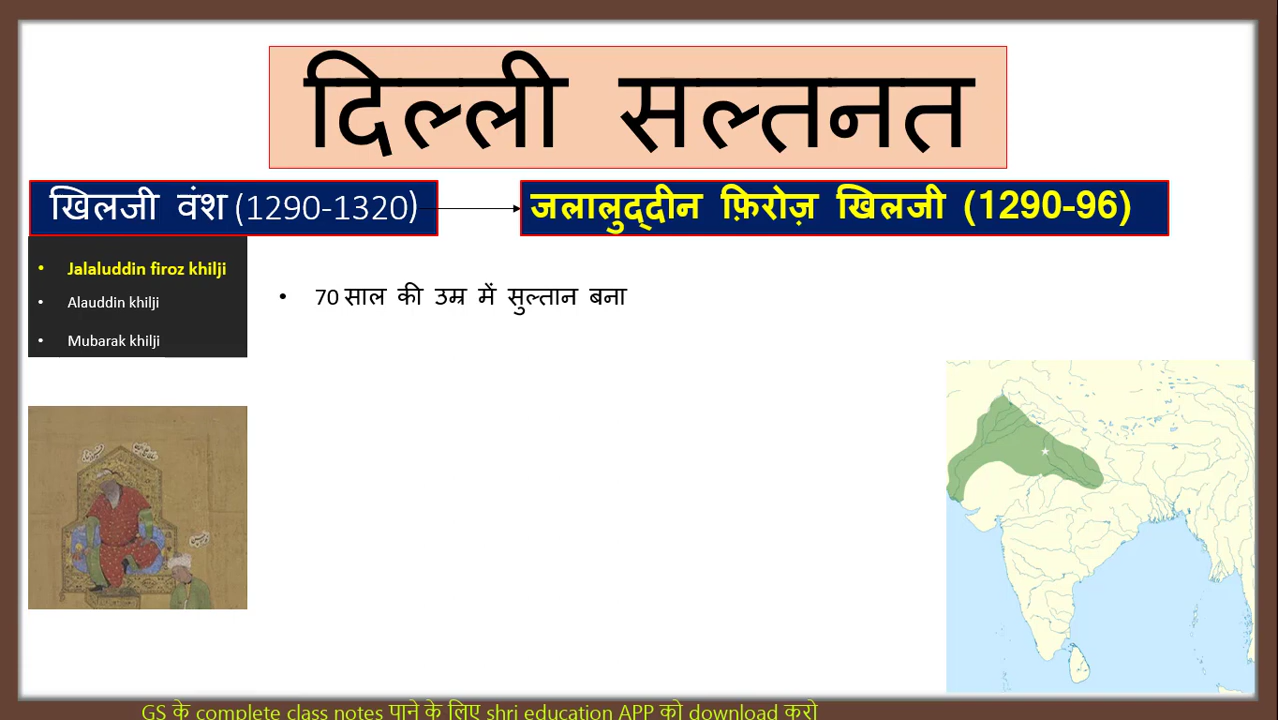 दिल्ली सल्तनत
खिलजी वंश (1290-1320)
जलालुद्दीन फ़िरोज़ खिलजी (1290-96)
• Jalaluddin firoz khilji
• Alauddin khilji
• Mubarak khilji
• 70 साल की उम्र में सुल्तान बना
GS के complete class notes पाने के लिए shri education APP को download करो